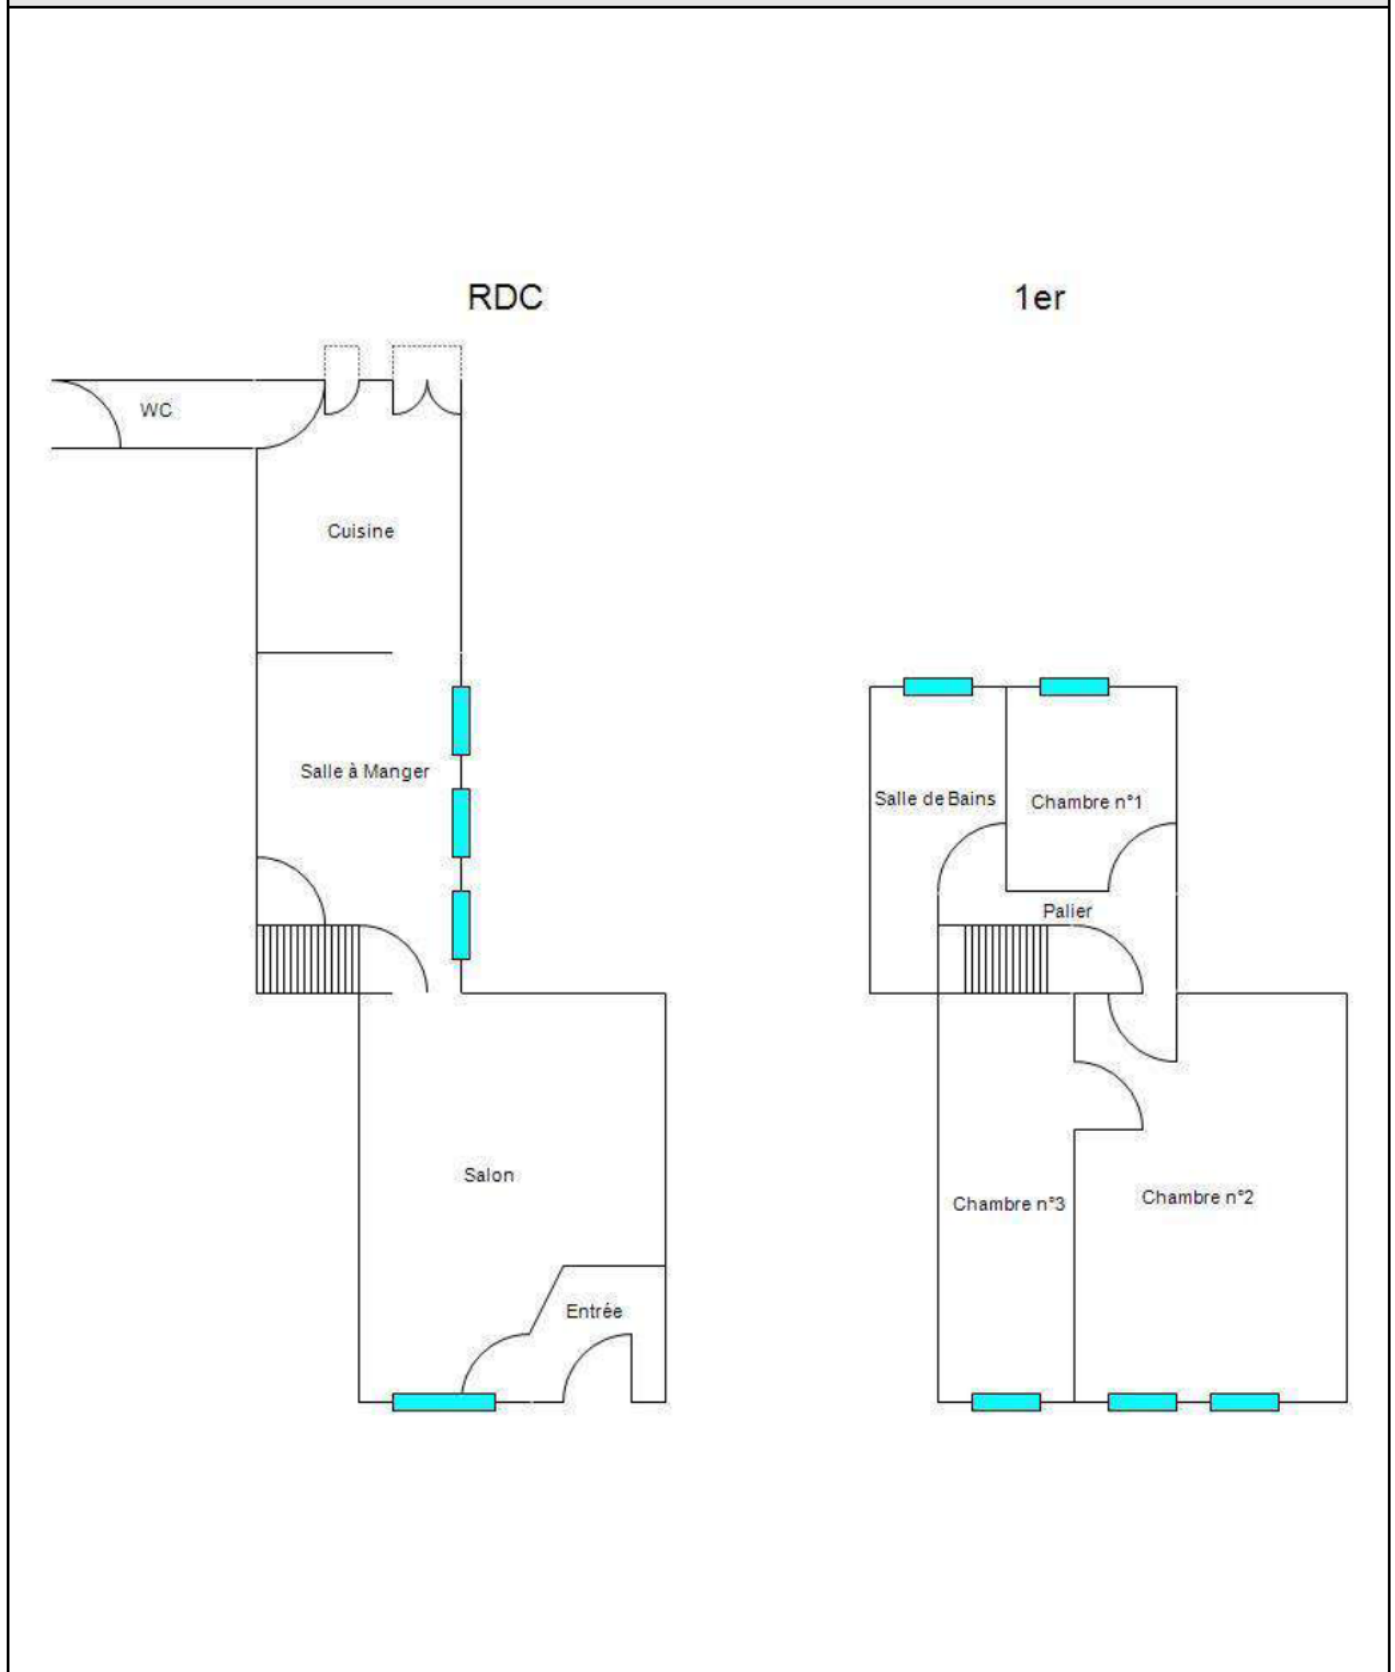 RDC
1er
WC
Cuisine
Salle à Manger
Salle de Bains
Chambre n°1
Palier
Salon
Chambre n°3
Chambre n°2
Entrée